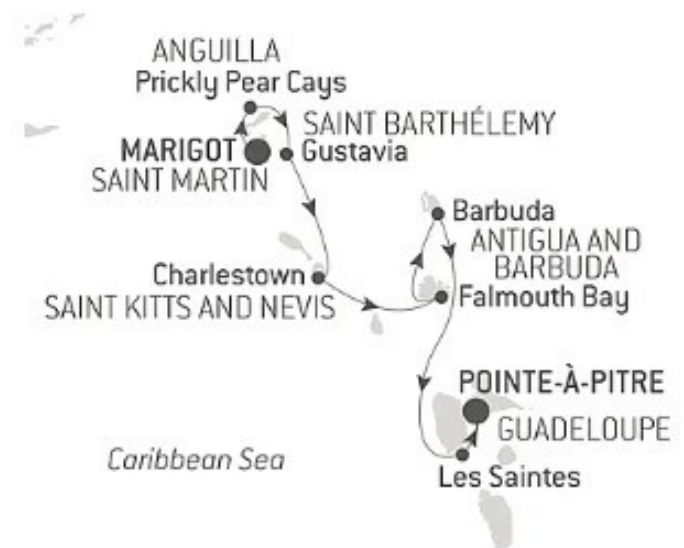 ANGUILLA
Prickly Pear Cays
SAINT BARTHÉLEMY
MARIGOT
Gustavia
SAINT MARTIN
Barbuda
ANTIGUA AND
BARBUDA
Charlestown
Falmouth Bay
SAINT KITTS AND NEVIS
POINTE-À-PITRE
GUADELOUPE
Caribbean Sea
Les Saintes